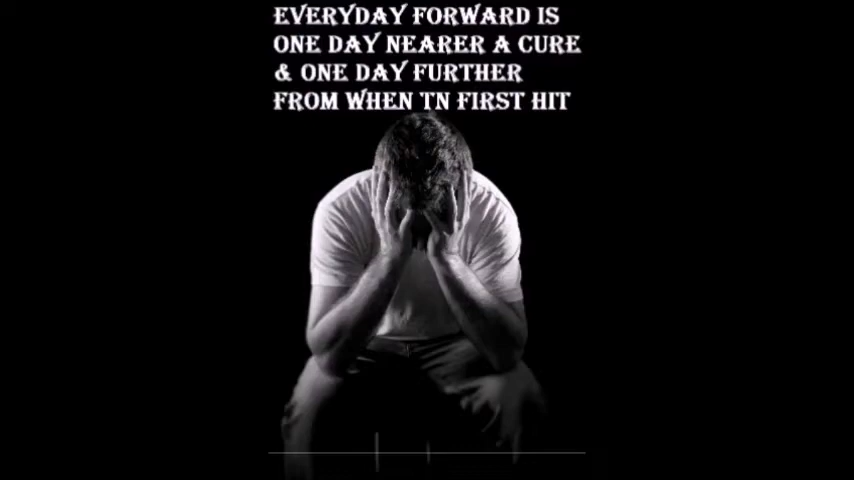 EVERYDAY FORWARD IS
ONE DAY NEARER A CURE
& ONE DAY FURTHER
FROM WHEN TN FIRST HIT